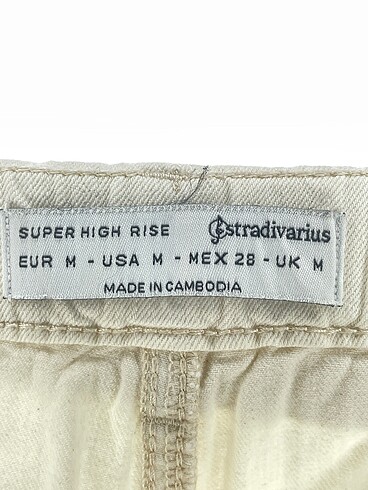 SUPER HIGH RISE stradivarius
EUR M - USA M - MEX 28 - UK M
MADE IN CAMBODIA